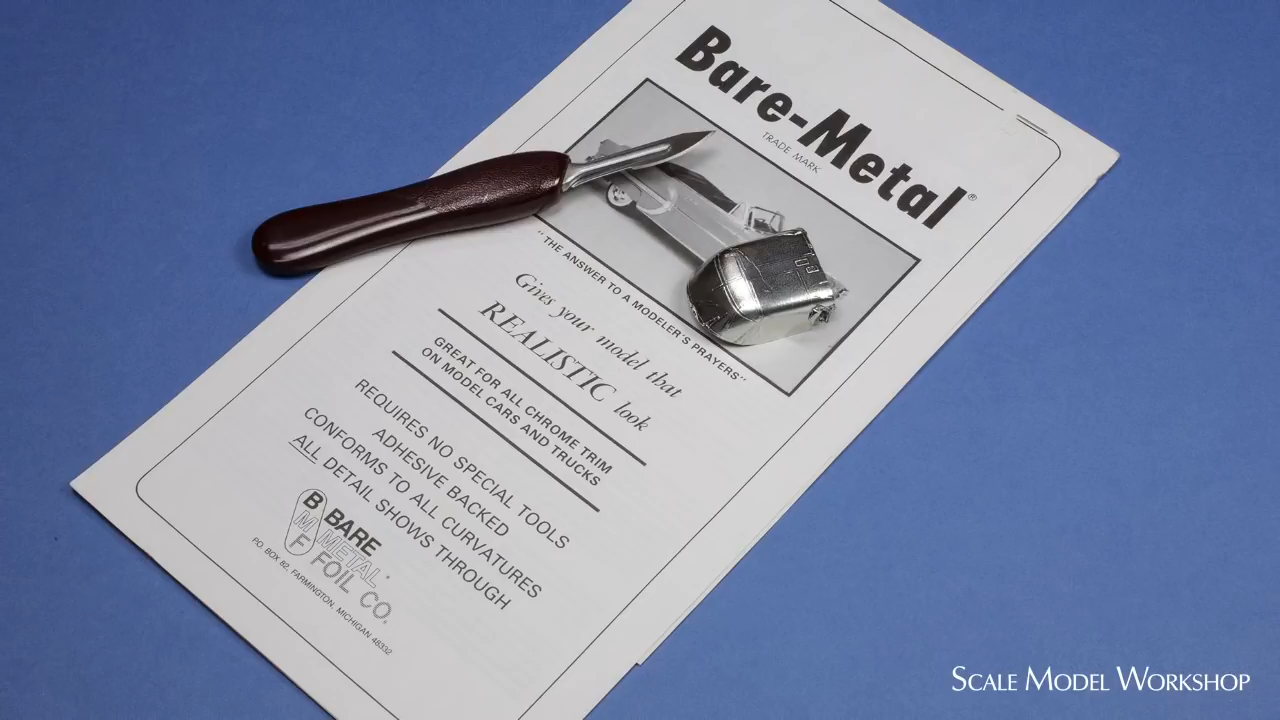 Bare-Metal®
TRADE MARK
"THE ANSWER TO A MODELER'S PRAYERS"
Gives your model that
REALISTIC look
GREAT FOR ALL CHROME TRIM
ON MODEL CARS AND TRUCKS
REQUIRES NO SPECIAL TOOLS
ADHESIVE BACKED
CONFORMS TO ALL CURVATURES
ALL DETAIL SHOWS THROUGH
B M F
BARE
METAL
FOIL CO.
P.O. BOX 82, FARMINGTON, MICHIGAN 48332
SCALE MODEL WORKSHOP